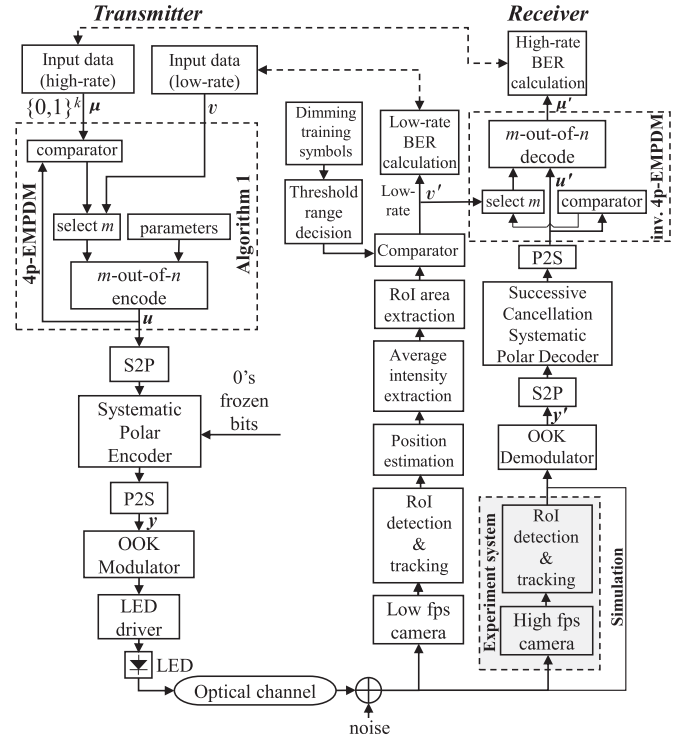 Transmitter
Receiver
Input data
(high-rate)
Input data
(low-rate)
{0,1}^k μ
v
comparator
select m
parameters
m-out-of-n
encode
u
4p-EMPDM
Algorithm 1
S2P
Systematic
Polar
Encoder
0's
frozen
bits
P2S
y
OOK
Modulator
LED
driver
LED
Optical channel
noise
Dimming
training
symbols
Threshold
range
decision
Low-rate
BER
calculation
Low-
rate
v'
Comparator
RoI area
extraction
Average
intensity
extraction
Position
estimation
RoI
detection
&
tracking
Low fps
camera
High-rate
BER
calculation
μ'
m-out-of-n
decode
u'
select m
comparator
inv. 4p-EMPDM
P2S
Successive
Cancellation
Systematic
Polar Decoder
S2P
y'
OOK
Demodulator
RoI
detection
&
tracking
High fps
camera
Experiment system
Simulation